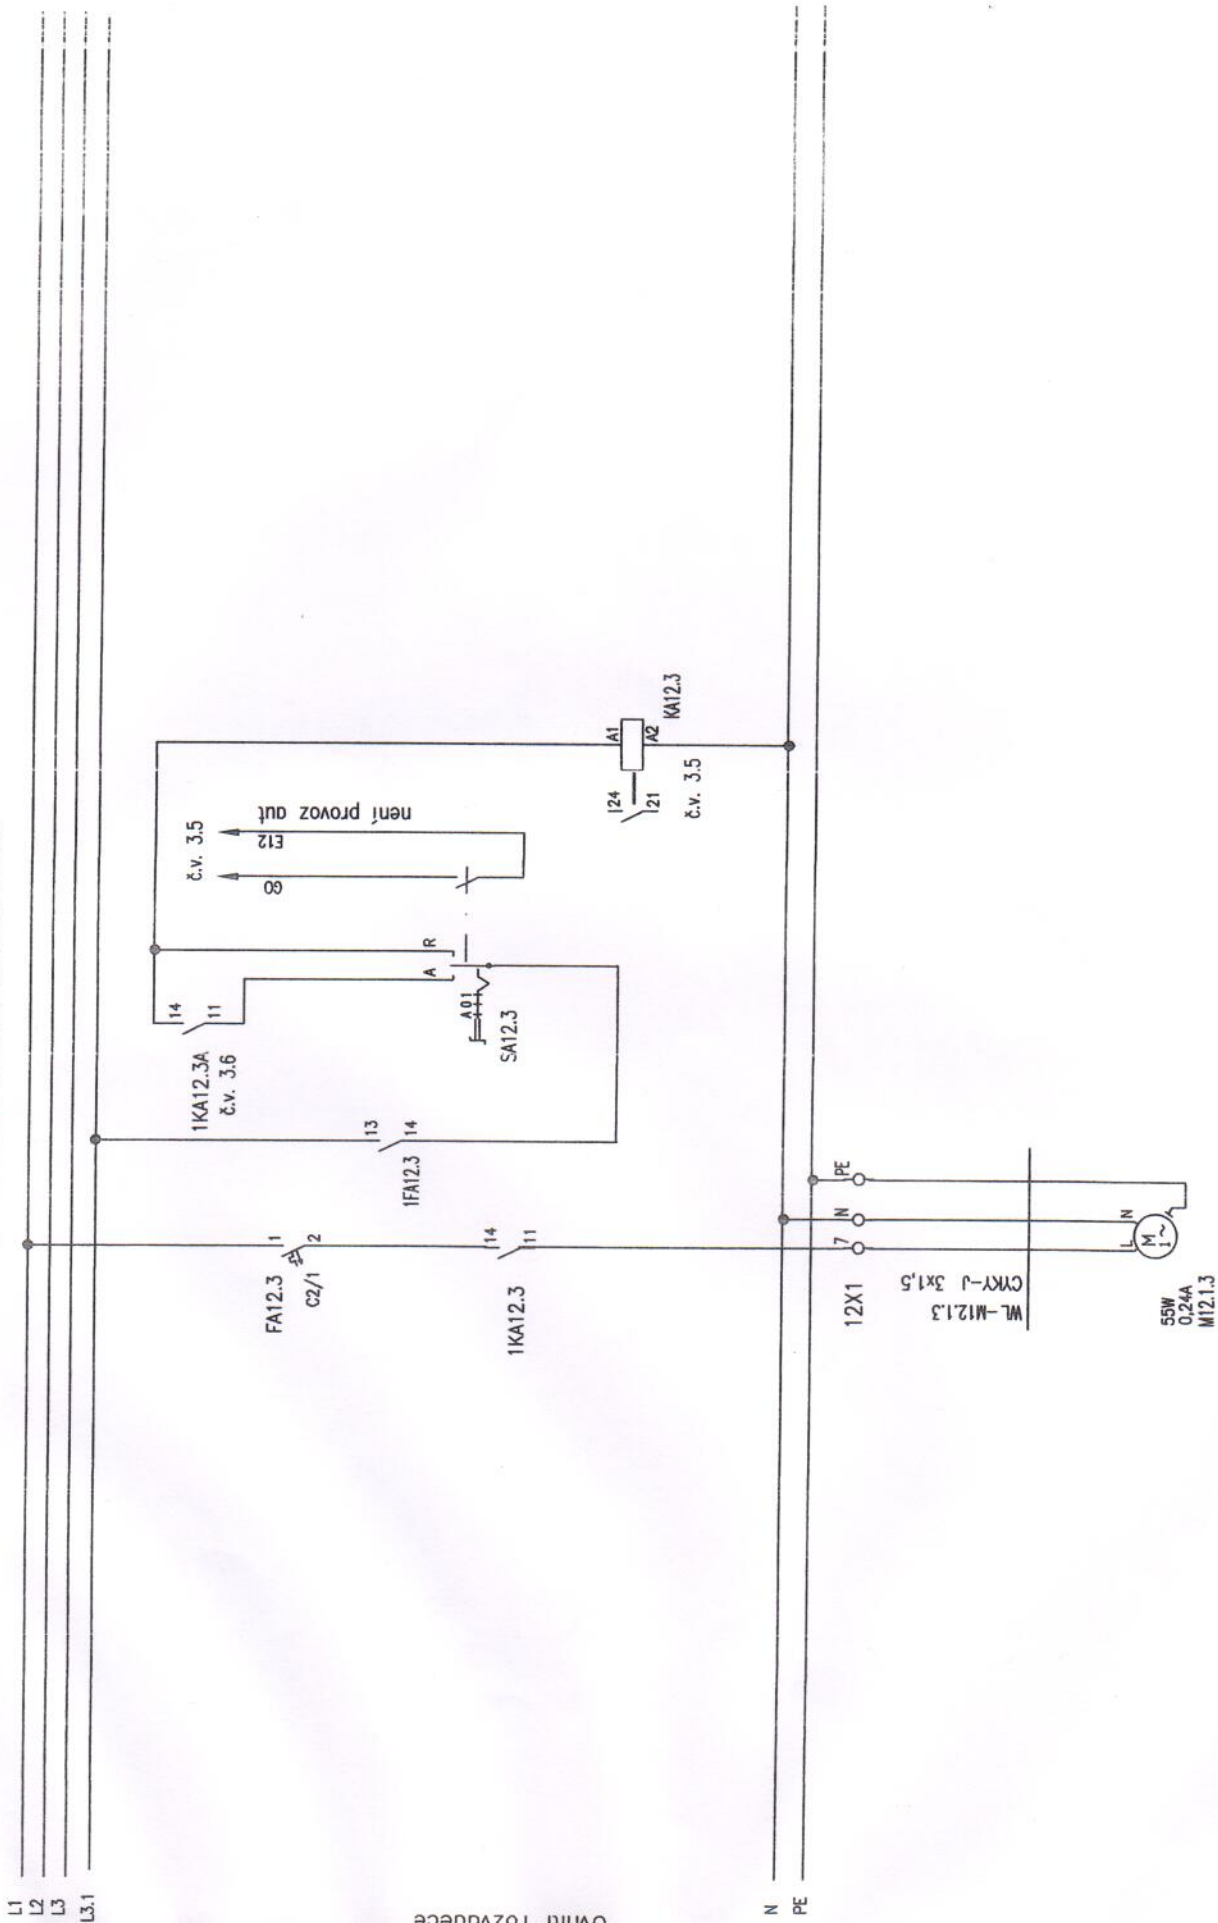 L1
L2
L3
L3.1
FA12.3
1
2
C2/1
14
11
1KA12.3
1KA12.3A
č.v. 3.6
14
11
13
14
1FA12.3
A
R
A01
SA12.3
č.v. 3.5
G0
E12
není provoz aut
A1
A2
KA12.3
24
21
č.v. 3.5
N
PE
7
N
PE
12X1
WL-M12.1.3
CYKY-J 3x1,5
L
N
M
1~
55W
0,24A
M12.1.3